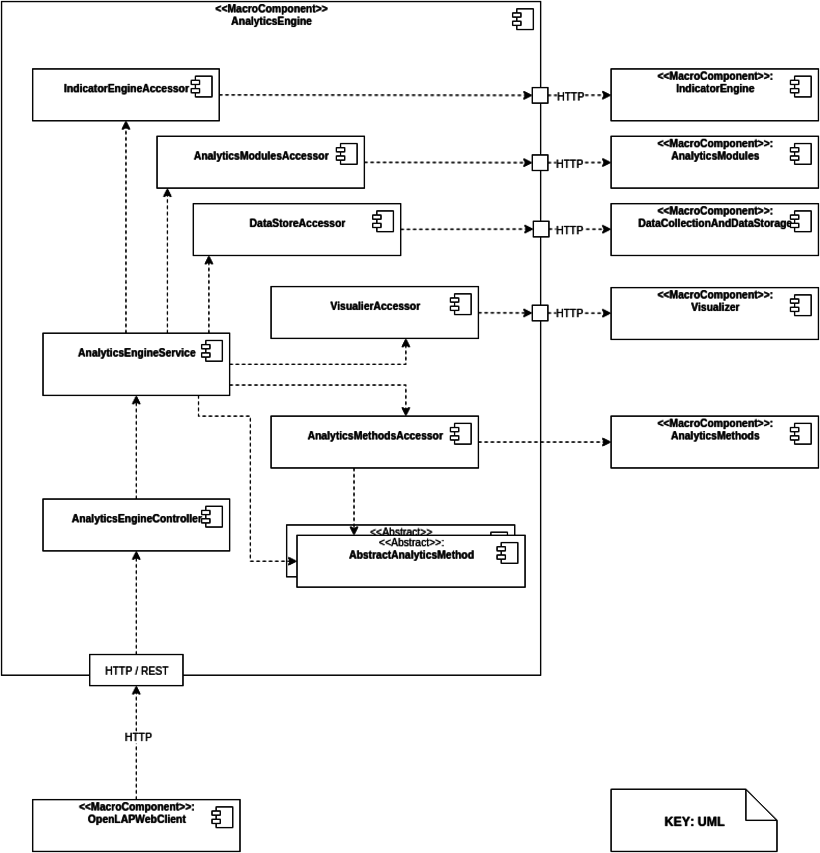 <<MacroComponent>>
AnalyticsEngine
IndicatorEngineAccessor
HTTP
<<MacroComponent>>:
IndicatorEngine
AnalyticsModulesAccessor
HTTP
<<MacroComponent>>:
AnalyticsModules
DataStoreAccessor
HTTP
<<MacroComponent>>:
DataCollectionAndDataStorage
VisualierAccessor
HTTP
<<MacroComponent>>:
Visualizer
AnalyticsEngineService
AnalyticsMethodsAccessor
<<MacroComponent>>:
AnalyticsMethods
AnalyticsEngineController
<<Abstract>>
<<Abstract>>:
AbstractAnalyticsMethod
HTTP / REST
HTTP
<<MacroComponent>>:
OpenLAPWebClient
KEY: UML